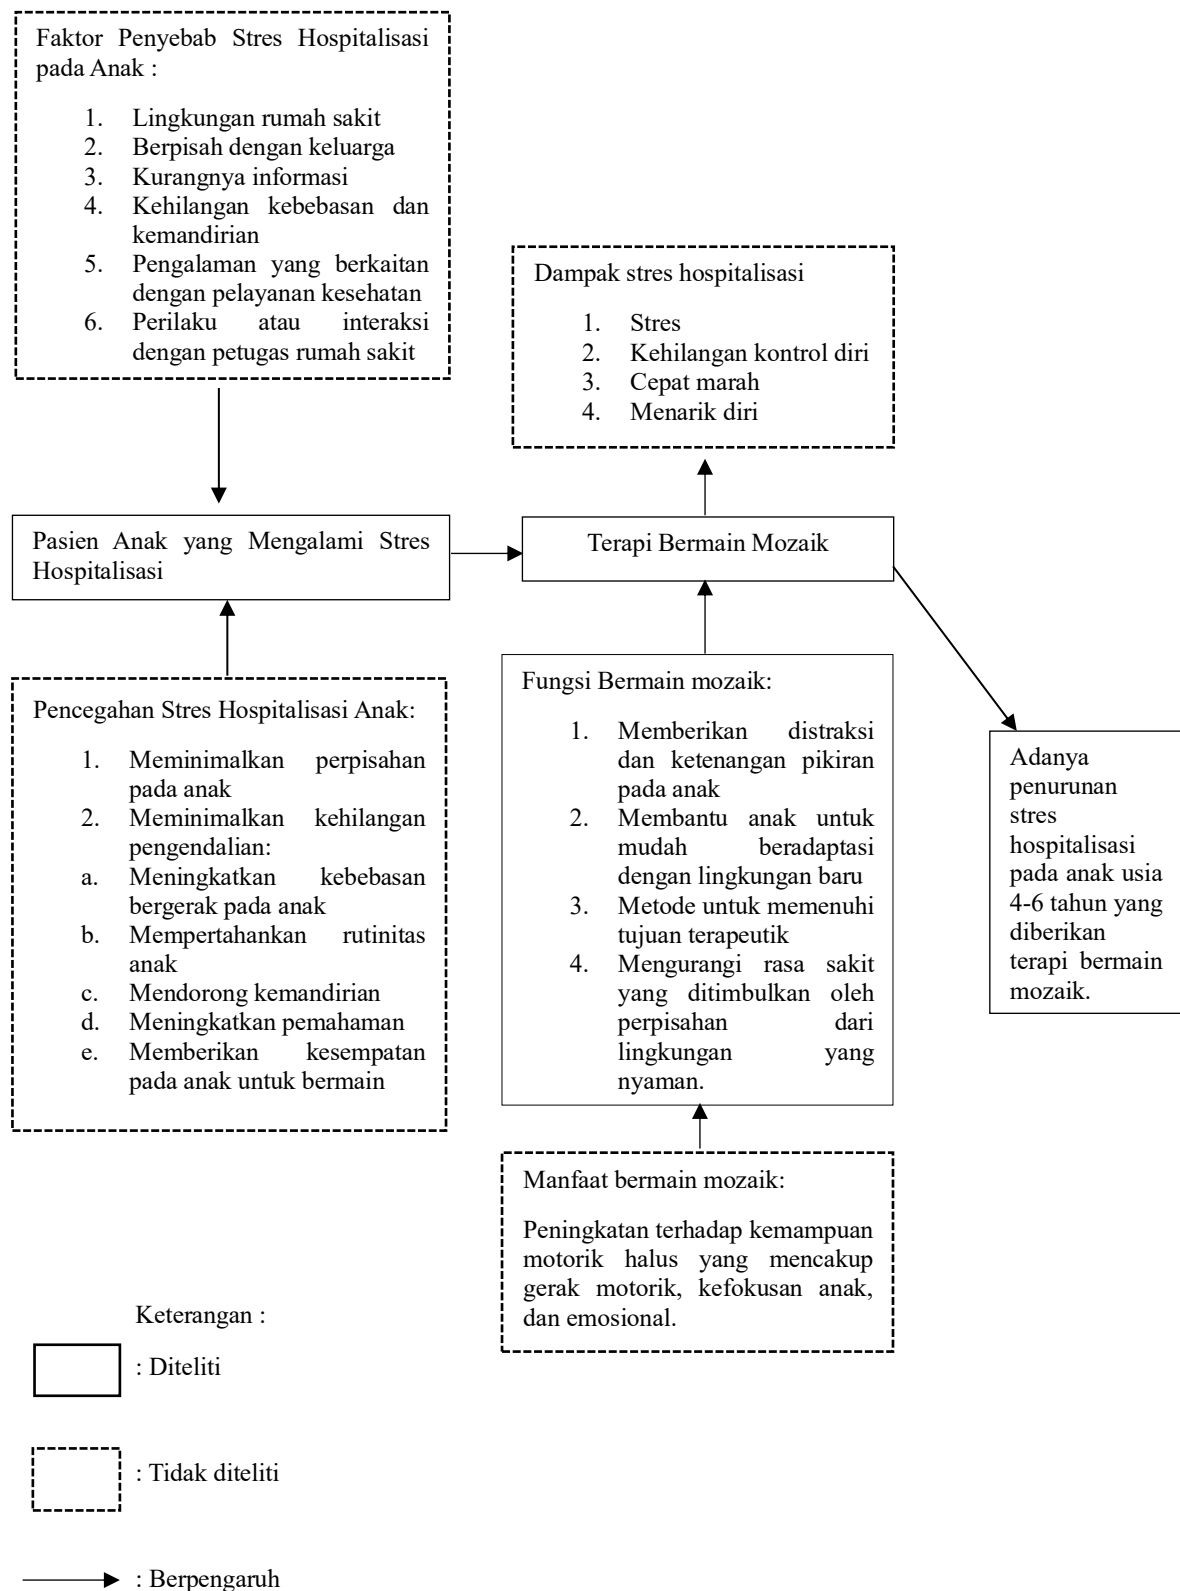 Faktor Penyebab Stres Hospitalisasi
pada Anak :
1. Lingkungan rumah sakit
2. Berpisah dengan keluarga
3. Kurangnya informasi
4. Kehilangan kebebasan dan
kemandirian
5. Pengalaman yang berkaitan
dengan pelayanan kesehatan
6. Perilaku atau interaksi
dengan petugas rumah sakit
Dampak stres hospitalisasi
1. Stres
2. Kehilangan kontrol diri
3. Cepat marah
4. Menarik diri
Pasien Anak yang Mengalami Stres
Hospitalisasi
Terapi Bermain Mozaik
Pencegahan Stres Hospitalisasi Anak:
1. Meminimalkan perpisahan
pada anak
2. Meminimalkan kehilangan
pengendalian:
a. Meningkatkan kebebasan
bergerak pada anak
b. Mempertahankan rutinitas
anak
c. Mendorong kemandirian
d. Meningkatkan pemahaman
e. Memberikan kesempatan
pada anak untuk bermain
Fungsi Bermain mozaik:
1. Memberikan distraksi
dan ketenangan pikiran
pada anak
2. Membantu anak untuk
mudah beradaptasi
dengan lingkungan baru
3. Metode untuk memenuhi
tujuan terapeutik
4. Mengurangi rasa sakit
yang ditimbulkan oleh
perpisahan dari
lingkungan yang
nyaman.
Adanya
penurunan
stres
hospitalisasi
pada anak usia
4-6 tahun yang
diberikan
terapi bermain
mozaik.
Manfaat bermain mozaik:
Peningkatan terhadap kemampuan
motorik halus yang mencakup
gerak motorik, kefokusan anak,
dan emosional.
Keterangan :
: Diteliti
: Tidak diteliti
: Berpengaruh